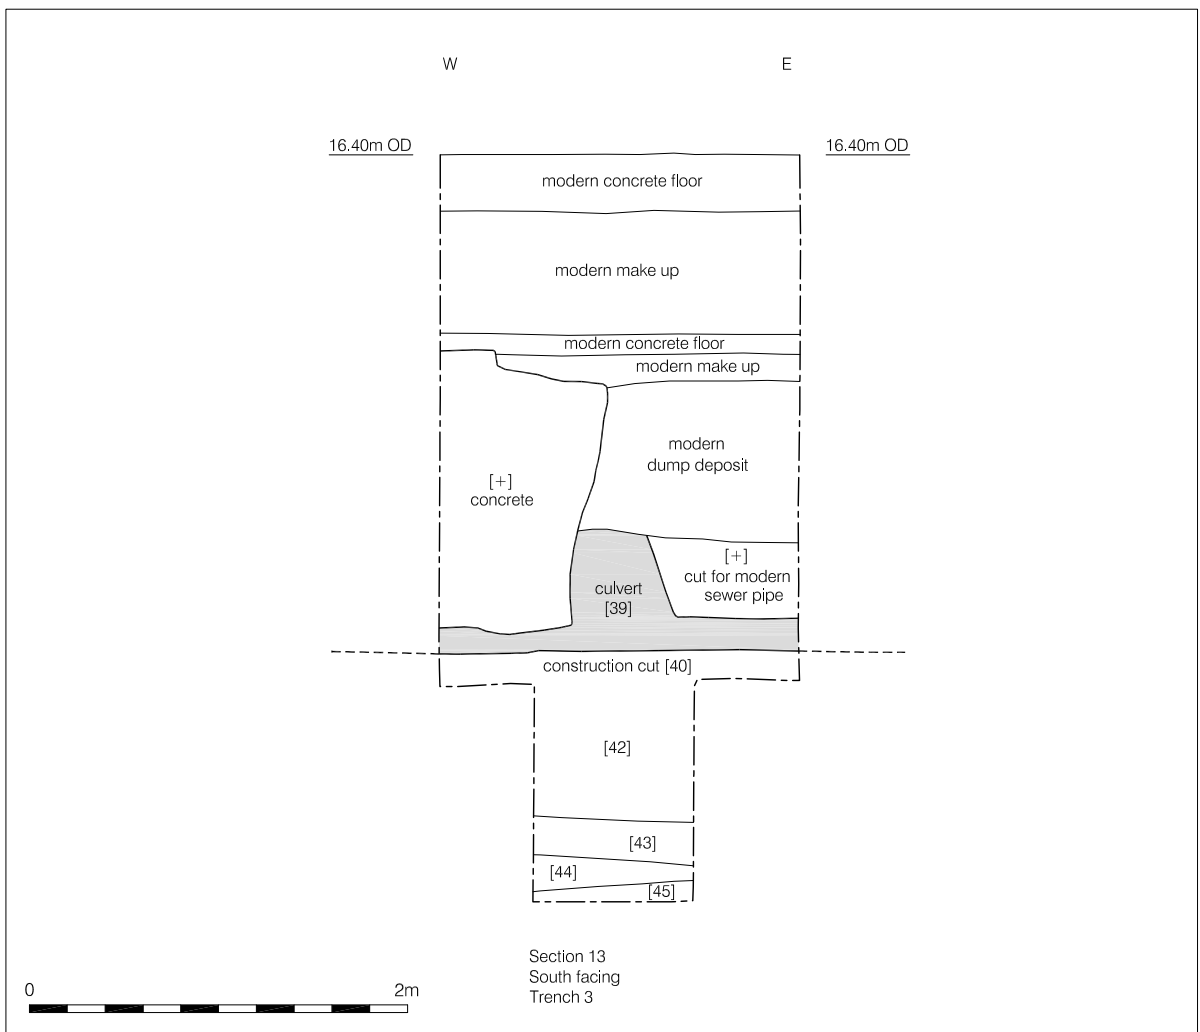 W
E
16.40m OD
16.40m OD
modern concrete floor
modern make up
modern concrete floor
modern make up
modern
dump deposit
[+]
concrete
[+]
cut for modern
sewer pipe
culvert
[39]
construction cut [40]
[42]
[43]
[44]
[45]
Section 13
South facing
Trench 3
0
2m